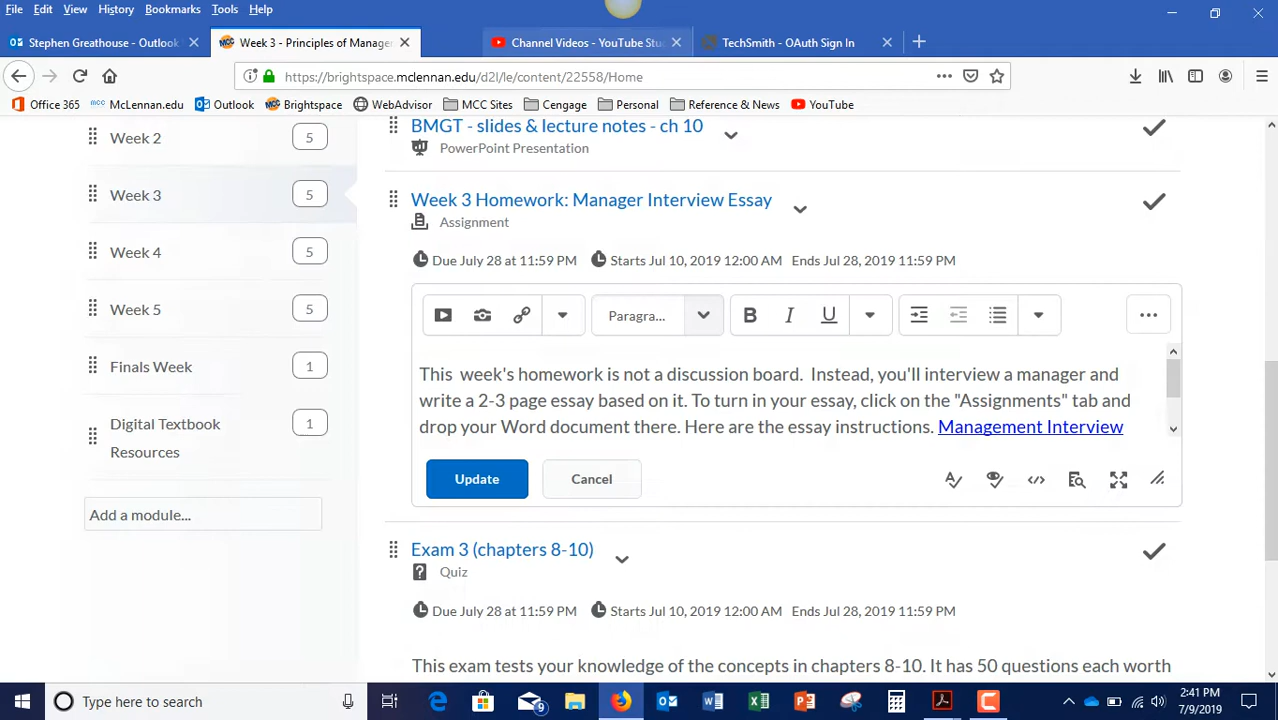 File Edit View History Bookmarks Tools Help
Stephen Greathouse - Outlook
Week 3 - Principles of Manager
Channel Videos - YouTube Stu
TechSmith - OAuth Sign In
https://brightspace.mclennan.edu/d2l/le/content/22558/Home
Office 365 McLennan.edu Outlook Brightspace WebAdvisor MCC Sites Cengage Personal Reference & News YouTube
Week 2 5
Week 3 5
Week 4 5
Week 5 5
Finals Week 1
Digital Textbook
Resources
1
Add a module...
BMGT - slides & lecture notes - ch 10
PowerPoint Presentation
Week 3 Homework: Manager Interview Essay
Assignment
Due July 28 at 11:59 PM Starts Jul 10, 2019 12:00 AM Ends Jul 28, 2019 11:59 PM
Paragra... B I U
This week's homework is not a discussion board. Instead, you'll interview a manager and
write a 2-3 page essay based on it. To turn in your essay, click on the "Assignments" tab and
drop your Word document there. Here are the essay instructions. Management Interview
Update Cancel
Exam 3 (chapters 8-10)
Quiz
Due July 28 at 11:59 PM Starts Jul 10, 2019 12:00 AM Ends Jul 28, 2019 11:59 PM
This exam tests your knowledge of the concepts in chapters 8-10. It has 50 questions each worth
Type here to search
9
2:41 PM
7/9/2019